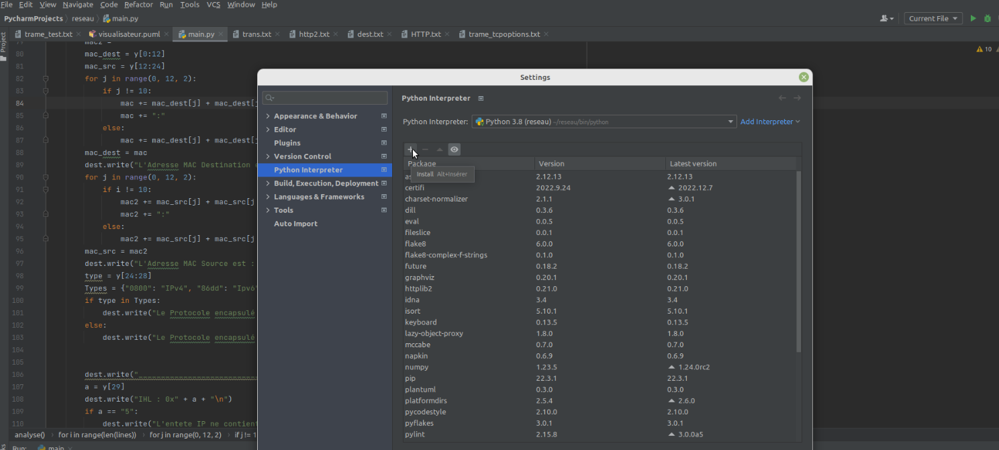 File Edit View Navigate Code Refactor Run Tools VCS Window Help
PycharmProjects reseau main.py Current File
trame_test.txt visualisateur.puml main.py trans.txt http2.txt dest.txt HTTP.txt trame_tcpoptions.txt
Project
79 mac2 =
80 mac_dest = y[0:12]
81 mac_src = y[12:24]
82 for j in range(0, 12, 2):
83 if j != 10:
84 mac += mac_dest[j] + mac_dest[j
85 mac += ":"
86 else:
87 mac += mac_dest[j] + mac_dest[j
88 mac_dest = mac
89 dest.write("L'Adresse MAC Destination e
90 for j in range(0, 12, 2):
91 if i != 10:
92 mac2 += mac_src[j] + mac_src[j
93 mac2 += ":"
94 else:
95 mac2 += mac_src[j] + mac_src[j
96 mac_src = mac2
97 dest.write("L'Adresse MAC Source est :
98 type = y[24:28]
99 Types = {"0800": "IPv4", "86dd": "Ipv6"
100 if type in Types:
101 dest.write("Le Protocole encapsulé
102 else:
103 dest.write("Le Protocole encapsulé
104
105
106 dest.write("___________________________
107 a = y[29]
108 dest.write("IHL : 0x" + a + "\n")
109 if a == "5":
110 dest.write("L'entete IP ne contient
analyse() for i in range(len(lines)) for j in range(0, 12, 2) if j != 1
Run: main
10
Settings
Appearance & Behavior
Editor
Plugins
Version Control
Python Interpreter
Build, Execution, Deployment
Languages & Frameworks
Tools
Auto Import
Python Interpreter
Python Interpreter: Python 3.8 (reseau) ~/reseau/bin/python Add Interpreter
Package Version Latest version
Install Alt+Insérer
as 2.12.13 2.12.13
certifi 2022.9.24 2022.12.7
charset-normalizer 2.1.1 3.0.1
dill 0.3.6 0.3.6
eval 0.0.5 0.0.5
fileslice 0.0.1 0.0.1
flake8 6.0.0 6.0.0
flake8-complex-f-strings 0.1.0 0.1.0
future 0.18.2 0.18.2
graphviz 0.20.1 0.20.1
httplib2 0.21.0 0.21.0
idna 3.4 3.4
isort 5.10.1 5.10.1
keyboard 0.13.5 0.13.5
lazy-object-proxy 1.8.0 1.8.0
mccabe 0.7.0 0.7.0
napkin 0.6.9 0.6.9
numpy 1.23.5 1.24.0rc2
pip 22.3.1 22.3.1
plantuml 0.3.0 0.3.0
platformdirs 2.5.4 2.6.0
pycodestyle 2.10.0 2.10.0
pyflakes 3.0.1 3.0.1
pylint 2.15.8 3.0.0a5